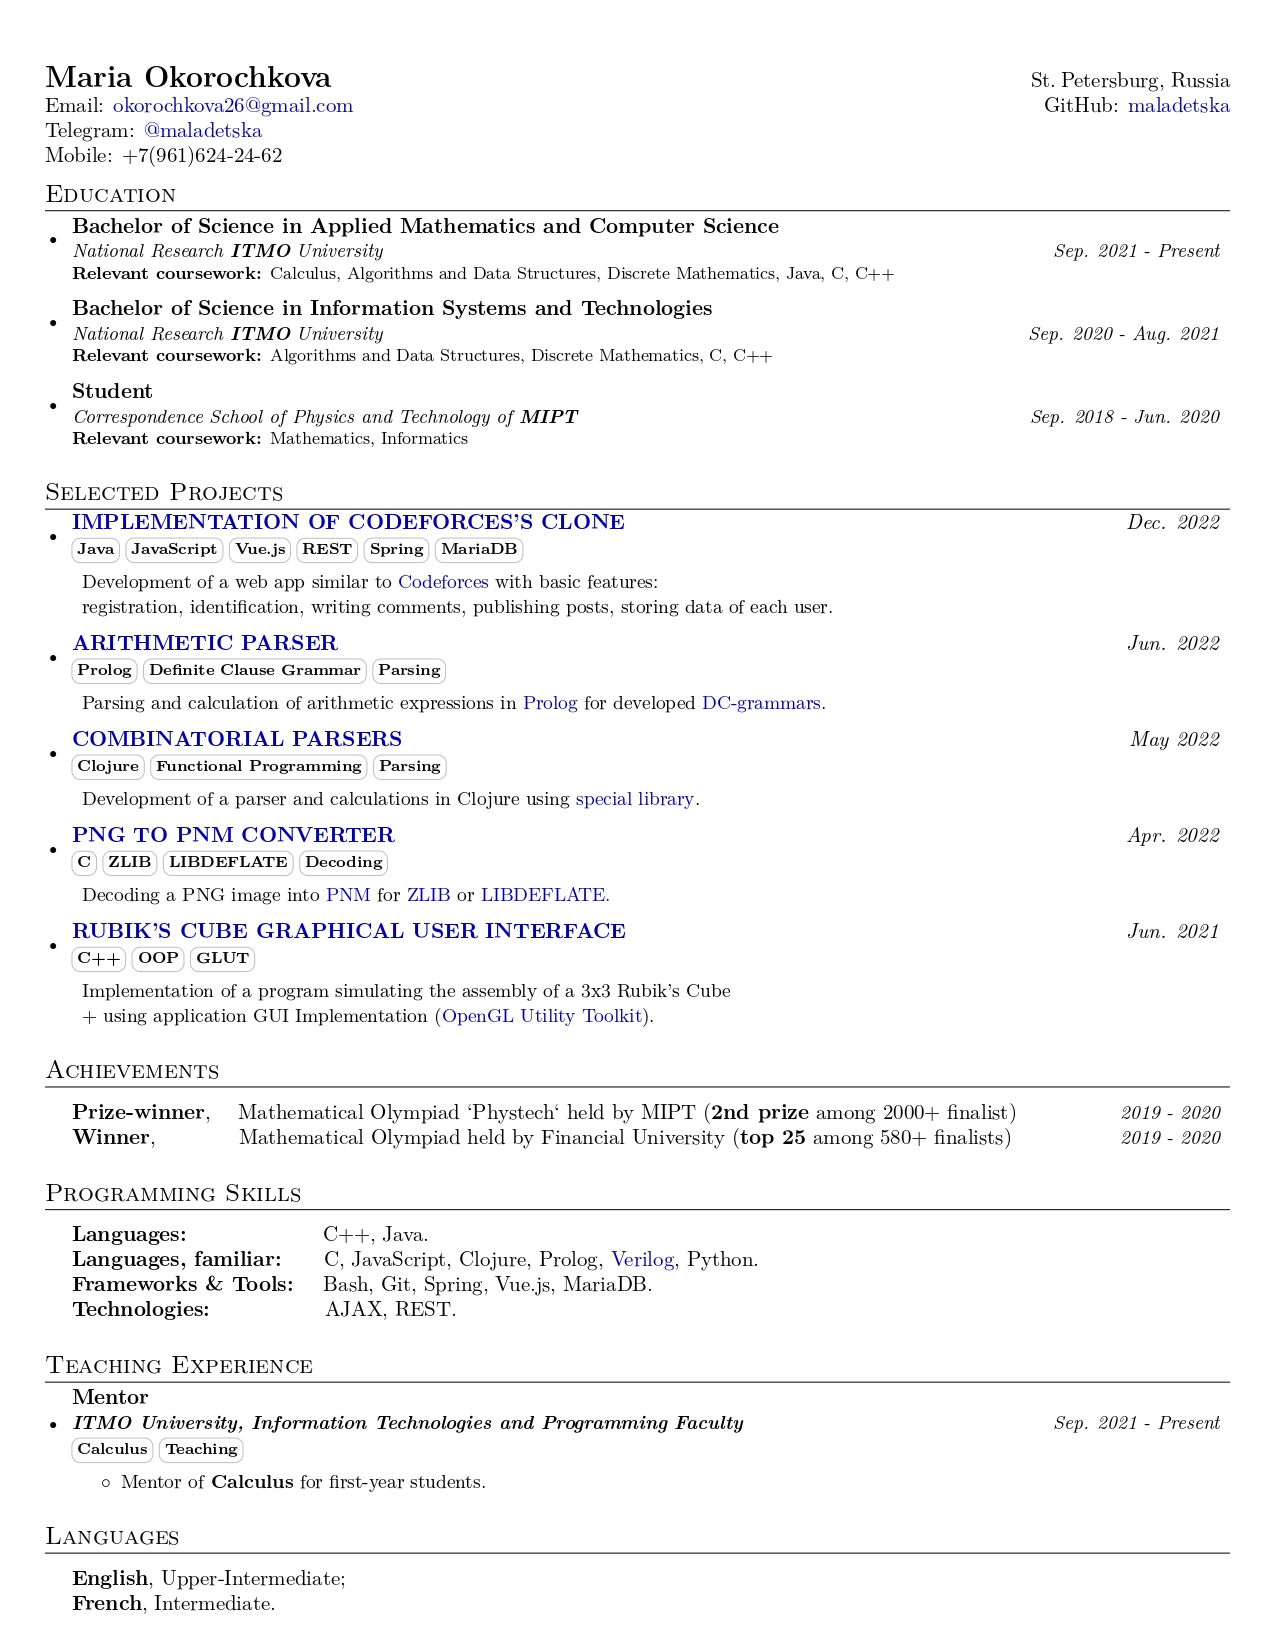 Maria Okorochkova
St. Petersburg, Russia
Email: okorochkova26@gmail.com
GitHub: maladetska
Telegram: @maladetska
Mobile: +7(961)624-24-62
Education
• Bachelor of Science in Applied Mathematics and Computer Science
National Research ITMO University Sep. 2021 - Present
Relevant coursework: Calculus, Algorithms and Data Structures, Discrete Mathematics, Java, C, C++
• Bachelor of Science in Information Systems and Technologies
National Research ITMO University Sep. 2020 - Aug. 2021
Relevant coursework: Algorithms and Data Structures, Discrete Mathematics, C, C++
• Student
Correspondence School of Physics and Technology of MIPT Sep. 2018 - Jun. 2020
Relevant coursework: Mathematics, Informatics
Selected Projects
• IMPLEMENTATION OF CODEFORCES'S CLONE Dec. 2022
Java JavaScript Vue.js REST Spring MariaDB
Development of a web app similar to Codeforces with basic features:
registration, identification, writing comments, publishing posts, storing data of each user.
• ARITHMETIC PARSER Jun. 2022
Prolog Definite Clause Grammar Parsing
Parsing and calculation of arithmetic expressions in Prolog for developed DC-grammars.
• COMBINATORIAL PARSERS May 2022
Clojure Functional Programming Parsing
Development of a parser and calculations in Clojure using special library.
• PNG TO PNM CONVERTER Apr. 2022
C ZLIB LIBDEFLATE Decoding
Decoding a PNG image into PNM for ZLIB or LIBDEFLATE.
• RUBIK'S CUBE GRAPHICAL USER INTERFACE Jun. 2021
C++ OOP GLUT
Implementation of a program simulating the assembly of a 3x3 Rubik's Cube
+ using application GUI Implementation (OpenGL Utility Toolkit).
Achievements
Prize-winner, Mathematical Olympiad ‘Phystech‘ held by MIPT (2nd prize among 2000+ finalist) 2019 - 2020
Winner, Mathematical Olympiad held by Financial University (top 25 among 580+ finalists) 2019 - 2020
Programming Skills
Languages: C++, Java.
Languages, familiar: C, JavaScript, Clojure, Prolog, Verilog, Python.
Frameworks & Tools: Bash, Git, Spring, Vue.js, MariaDB.
Technologies: AJAX, REST.
Teaching Experience
• Mentor
ITMO University, Information Technologies and Programming Faculty Sep. 2021 - Present
Calculus Teaching
◦ Mentor of Calculus for first-year students.
Languages
English, Upper-Intermediate;
French, Intermediate.